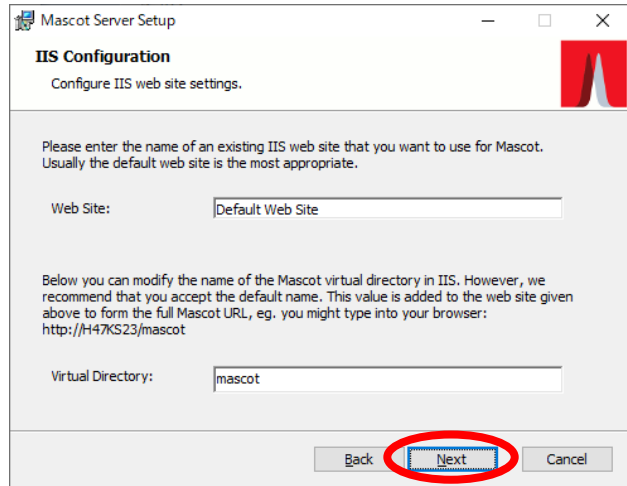 Mascot Server Setup
IIS Configuration
Configure IIS web site settings.
Please enter the name of an existing IIS web site that you want to use for Mascot.
Usually the default web site is the most appropriate.
Web Site:
Default Web Site
Below you can modify the name of the Mascot virtual directory in IIS. However, we
recommend that you accept the default name. This value is added to the web site given
above to form the full Mascot URL, eg. you might type into your browser:
http://H47KS23/mascot
Virtual Directory:
mascot
Back
Next
Cancel